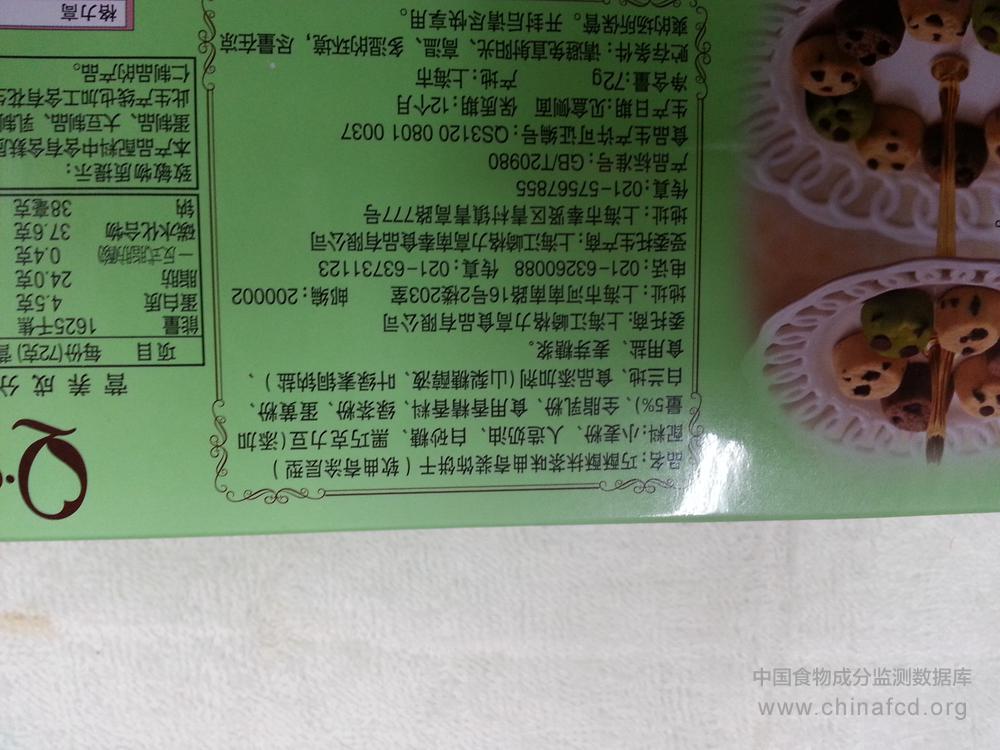 品名：巧酥酥抹茶味曲奇装饰饼干（软曲奇涂层型）
配料:小麦粉、人造奶油、白砂糖、黑巧克力豆(添加
量5%)、全脂乳粉、食用香精香料、绿茶粉、蛋黄粉、
白兰地、食品添加剂(山梨糖醇液、叶绿素铜钠盐)、
食用盐、麦芽糖浆。
委托商：上海江崎格力高食品有限公司
地址：上海市河南南路16号2楼203室 邮编：200002
电话：021-63260088 传真：021-63731123
受委托生产商：上海江崎格力高南奉食品有限公司
地址：上海市奉贤区青村镇青高路777号
传真：021-57567855
产品标准号：GB/T20980
食品生产许可证编号：QS3120 0801 0037
生产日期：见盒侧面 保质期：12个月
净含量:72g 产地：上海市
贮存条件：请避免直射阳光、高温、多湿的环境，尽量在凉
爽的场所保管。开封后请尽快享用。
营养成分
项目 每份(72克)
能量 1625千焦
蛋白质 4.5克
脂肪 24.0克
—反式脂肪(酸) 0.4克
碳水化合物 37.6克
钠 38毫克
致敏物质提示：
本产品配料中含有含麸
蛋制品、大豆制品、乳制
此生产线也加工含有花生
仁制品的产品。
格力高
中国食物成分监测数据库
www.chinafcd.org